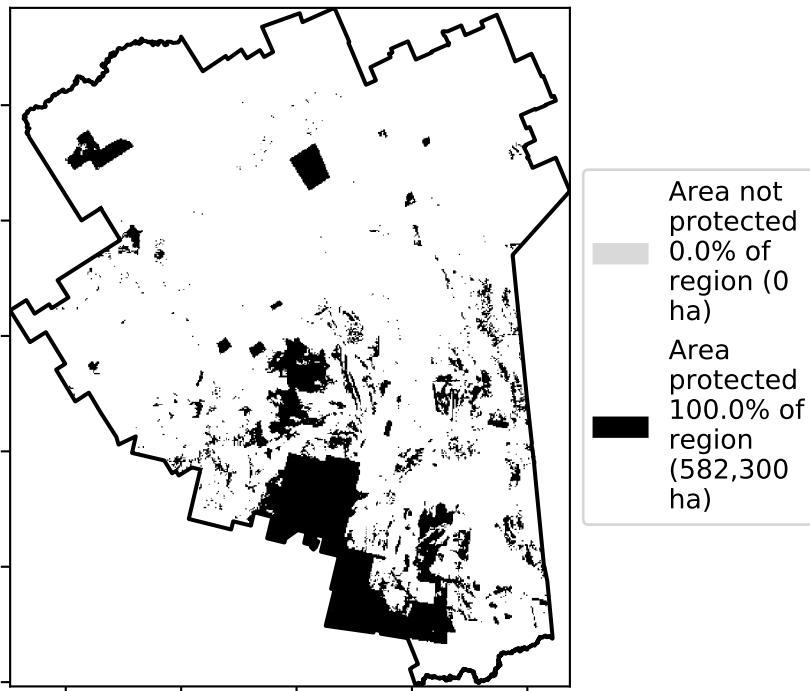 Area not
protected
0.0% of
region (0
ha)
Area
protected
100.0% of
region
(582,300
ha)